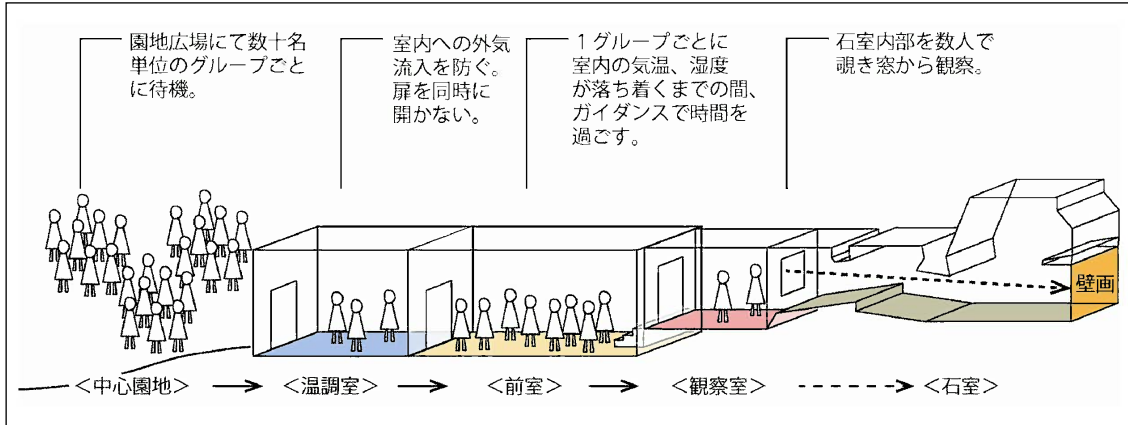 園地広場にて数十名
単位のグループごと
に待機。
室内への外気
流入を防ぐ。
扉を同時に
開かない。
1グループごとに
室内の気温、湿度
が落ち着くまでの間、
ガイダンスで時間を
過ごす。
石室内部を数人で
覗き窓から観察。
壁画
＜中心園地＞
＜温調室＞
＜前室＞
＜観察室＞
＜石室＞